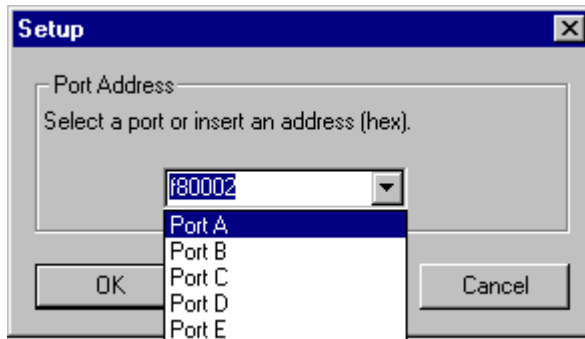 Setup
Port Address
Select a port or insert an address (hex).
f80002
Port A
Port B
Port C
Port D
Port E
OK
Cancel